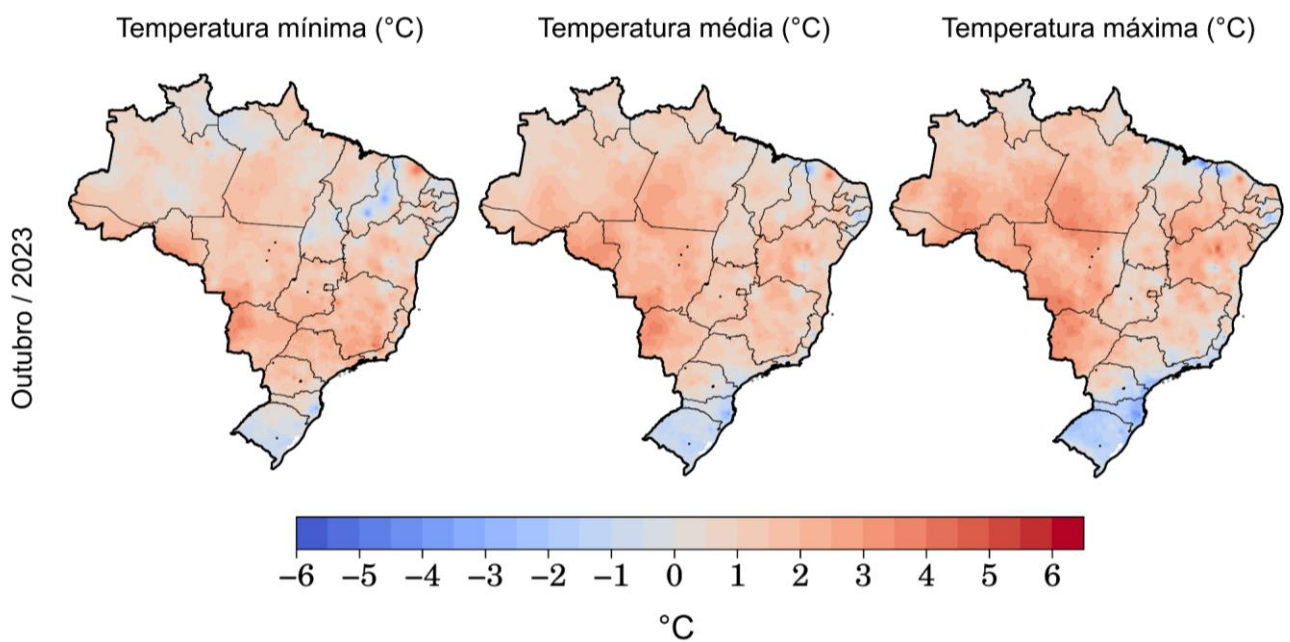 Temperatura mínima (°C) Temperatura média (°C) Temperatura máxima (°C)
Outubro / 2023
−6 −5 −4 −3 −2 −1 0 1 2 3 4 5 6
°C